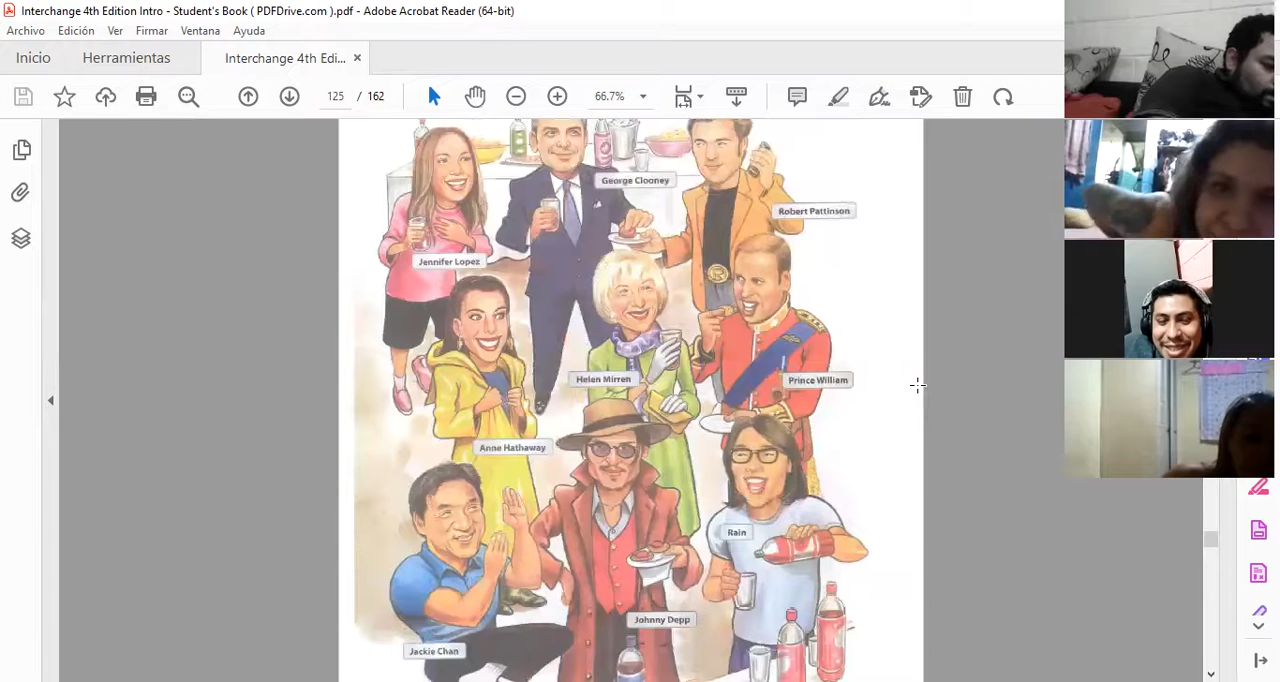 Interchange 4th Edition Intro - Student's Book ( PDFDrive.com ).pdf - Adobe Acrobat Reader (64-bit)
Archivo Edición Ver Firmar Ventana Ayuda
Inicio Herramientas Interchange 4th Edi... ×
125 / 162 66.7%
George Clooney
Robert Pattinson
Jennifer Lopez
Helen Mirren
Prince William
Anne Hathaway
Rain
Johnny Depp
Jackie Chan